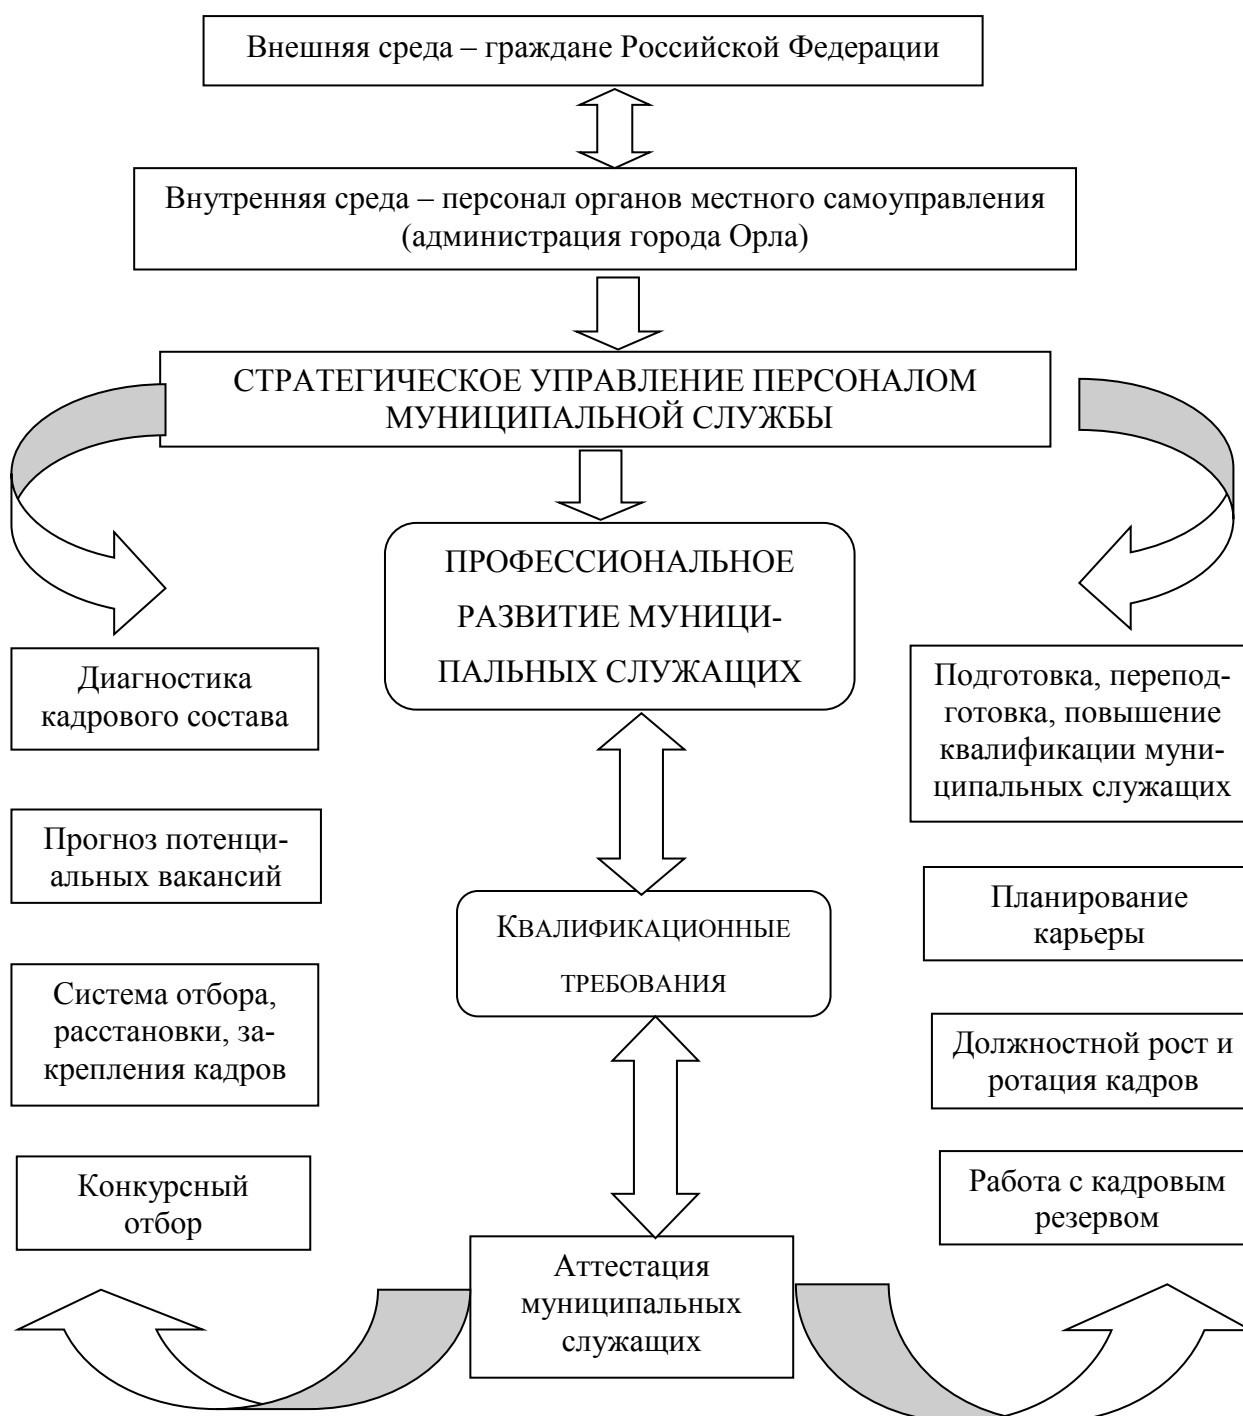 Внешняя среда – граждане Российской Федерации
Внутренняя среда – персонал органов местного самоуправления
(администрация города Орла)
СТРАТЕГИЧЕСКОЕ УПРАВЛЕНИЕ ПЕРСОНАЛОМ
МУНИЦИПАЛЬНОЙ СЛУЖБЫ
ПРОФЕССИОНАЛЬНОЕ
РАЗВИТИЕ МУНИЦИ-
ПАЛЬНЫХ СЛУЖАЩИХ
Диагностика
кадрового состава
Прогноз потенци-
альных вакансий
Система отбора,
расстановки, за-
крепления кадров
Конкурсный
отбор
КВАЛИФИКАЦИОННЫЕ
ТРЕБОВАНИЯ
Аттестация
муниципальных
служащих
Подготовка, перепод-
готовка, повышение
квалификации муни-
ципальных служащих
Планирование
карьеры
Должностной рост и
ротация кадров
Работа с кадровым
резервом